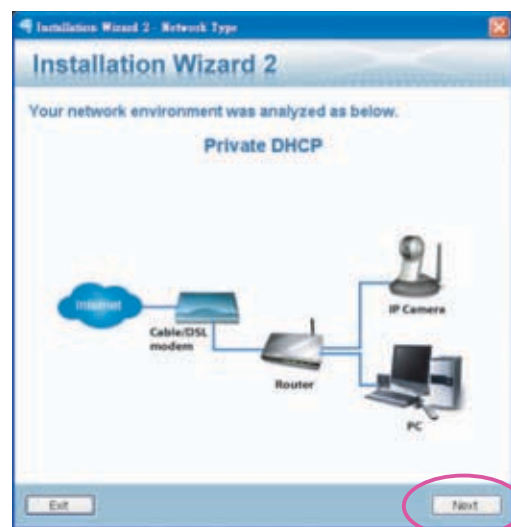 Installation Wizard 2 - Network Type
Installation Wizard 2
Your network environment was analyzed as below.
Private DHCP
Internet
Cable/DSL
modem
Router
IP Camera
PC
Exit
Next